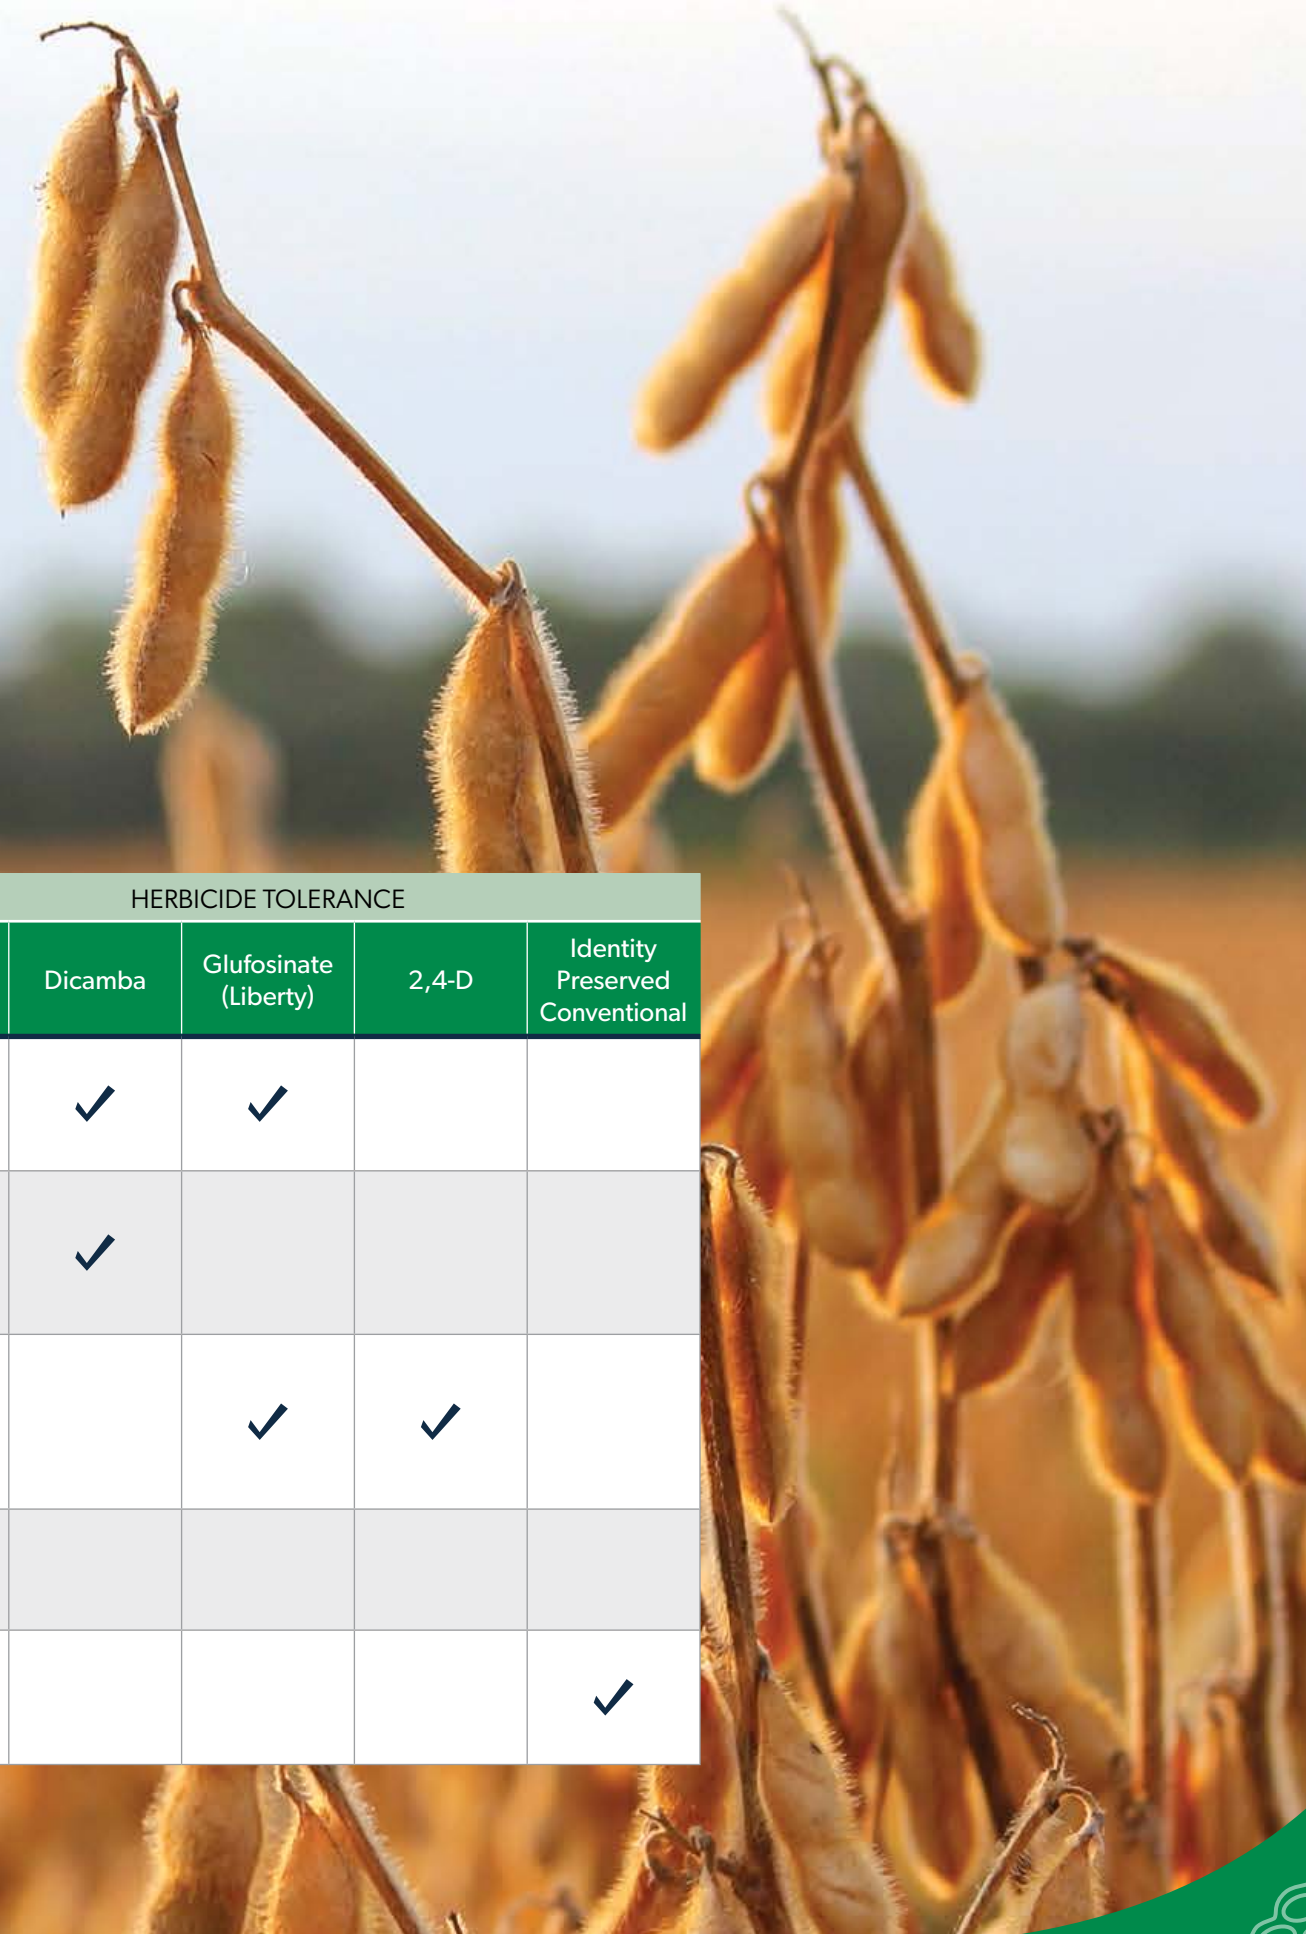 HERBICIDE TOLERANCE
Dicamba
Glufosinate
(Liberty)
2,4-D
Identity
Preserved
Conventional
✓ ✓
✓
✓ ✓
✓